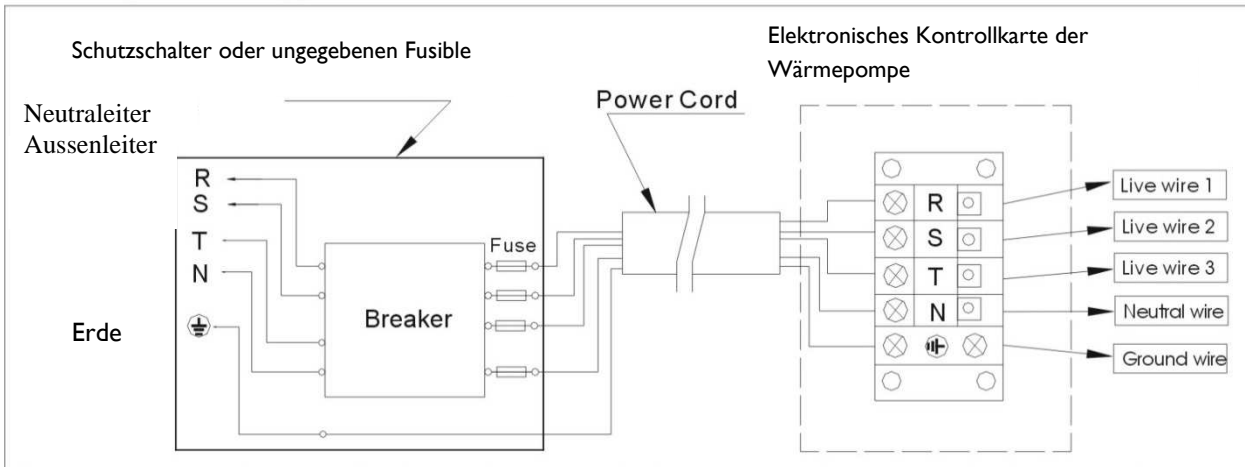 Schutzschalter oder ungegebenen Fusible
Elektronisches Kontrollkarte der
Wärmepompe
Neutraleiter
Aussenleiter
Power Cord
R
S
T
N
Erde
Fuse
Breaker
R
S
T
N
Live wire 1
Live wire 2
Live wire 3
Neutral wire
Ground wire